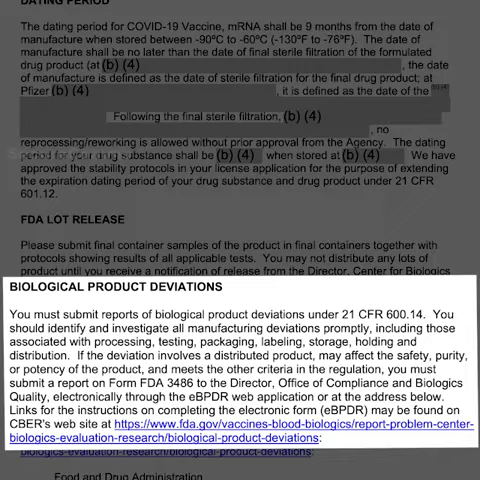 DATING PERIOD
The dating period for COVID-19 Vaccine, mRNA shall be 9 months from the date of
manufacture when stored between -90ºC to -60ºC (-130ºF to -76ºF).  The date of
manufacture shall be no later than the date of final sterile filtration of the formulated
drug product (at (b) (4) , the date
of manufacture is defined as the date of sterile filtration for the final drug product; at
Pfizer (b) (4) , it is defined as the date of the (b) (4)
Following the final sterile filtration, (b) (4)
, no
reprocessing/reworking is allowed without prior approval from the Agency.  The dating
period for your drug substance shall be (b) (4) when stored at (b) (4)  We have
approved the stability protocols in your license application for the purpose of extending
the expiration dating period of your drug substance and drug product under 21 CFR
601.12.
FDA LOT RELEASE
Please submit final container samples of the product in final containers together with
protocols showing results of all applicable tests.  You may not distribute any lots of
product until you receive a notification of release from the Director, Center for Biologics
BIOLOGICAL PRODUCT DEVIATIONS
You must submit reports of biological product deviations under 21 CFR 600.14.  You
should identify and investigate all manufacturing deviations promptly, including those
associated with processing, testing, packaging, labeling, storage, holding and
distribution.  If the deviation involves a distributed product, may affect the safety, purity,
or potency of the product, and meets the other criteria in the regulation, you must
submit a report on Form FDA 3486 to the Director, Office of Compliance and Biologics
Quality, electronically through the eBPDR web application or at the address below.
Links for the instructions on completing the electronic form (eBPDR) may be found on
CBER's web site at https://www.fda.gov/vaccines-blood-biologics/report-problem-center-
biologics-evaluation-research/biological-product-deviations:
biologics-evaluation-research/biological-product-deviations:
Food and Drug Administration